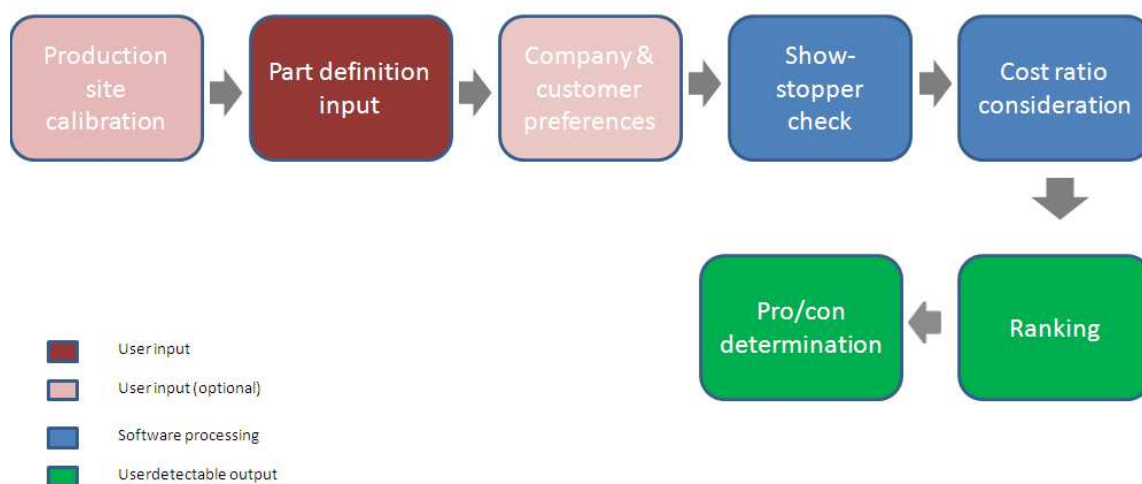 Production
site
calibration
Part definition
input
Company &
customer
preferences
Show-
stopper
check
Cost ratio
consideration
Pro/con
determination
Ranking
User input
User input (optional)
Software processing
Userdetectable output